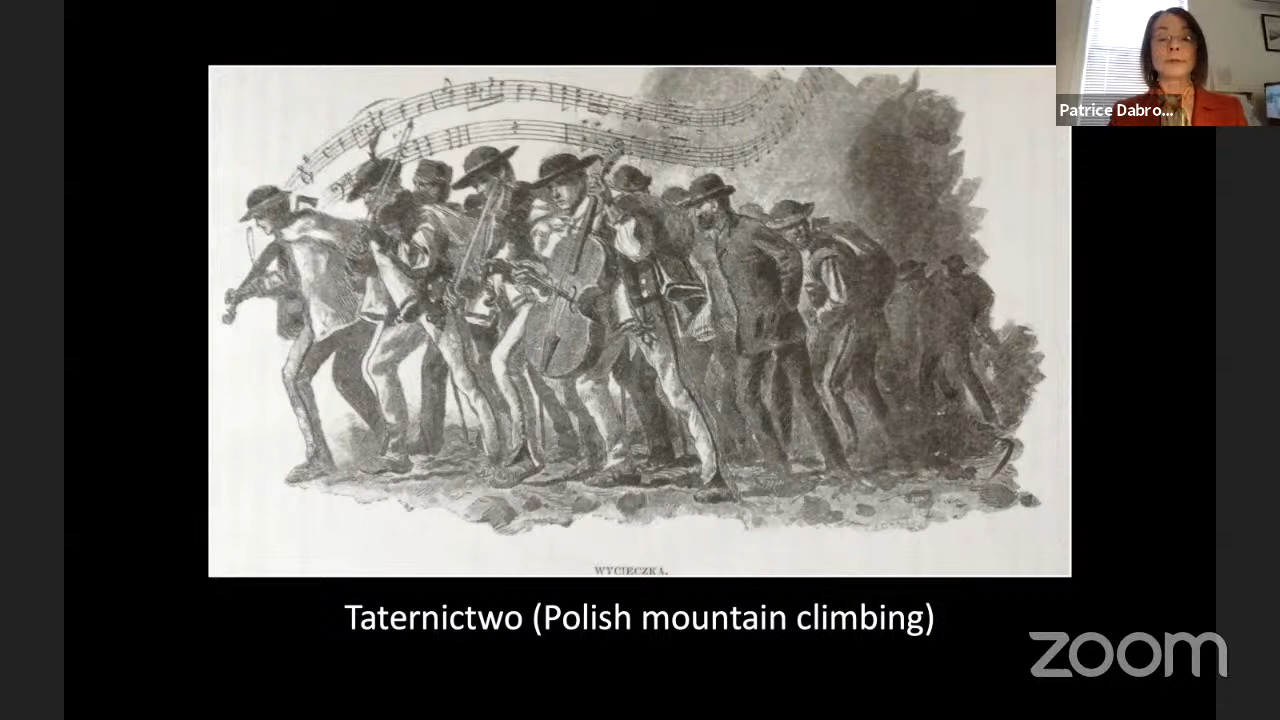 Patrice Dabro...
WYCIECZKA.
Taternictwo (Polish mountain climbing)
zoom